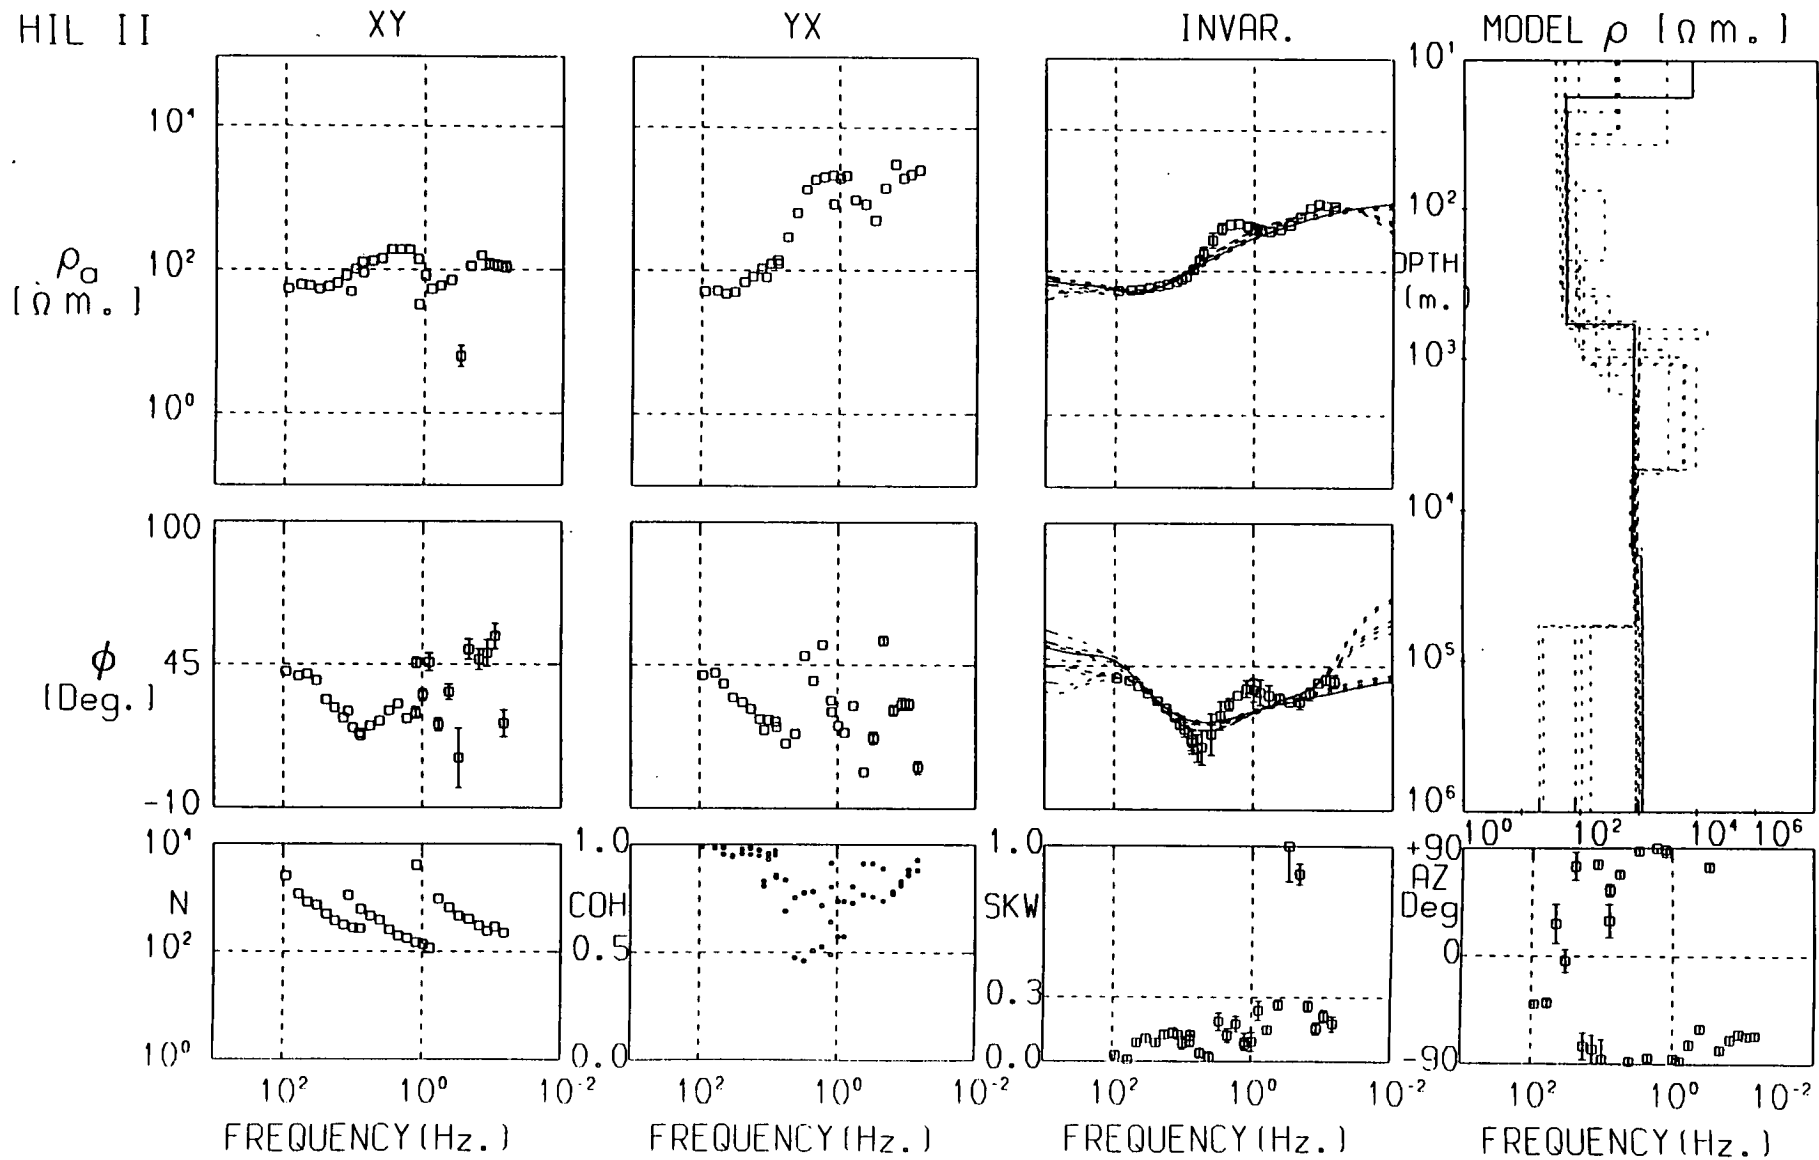 HIL II
XY
YX
INVAR.
MODEL ρ [Ω m.]
10⁴
10²
10⁰
ρa
[Ω m.]
10¹
10²
DPTH
(m.)
10³
10⁴
10⁵
10⁶
100
45
-10
ϕ
(Deg.)
10⁰ 10² 10⁴ 10⁶
10⁴
N
10²
10⁰
1.0
COH
0.5
0.0
1.0
SKW
0.3
0.0
+90
AZ
Deg
0
-90
10² 10⁰ 10⁻²
10² 10⁰
10² 10⁰ 10⁻²
10² 10⁰ 10⁻²
FREQUENCY(Hz.)
FREQUENCY(Hz.)
FREQUENCY(Hz.)
FREQUENCY(Hz.)